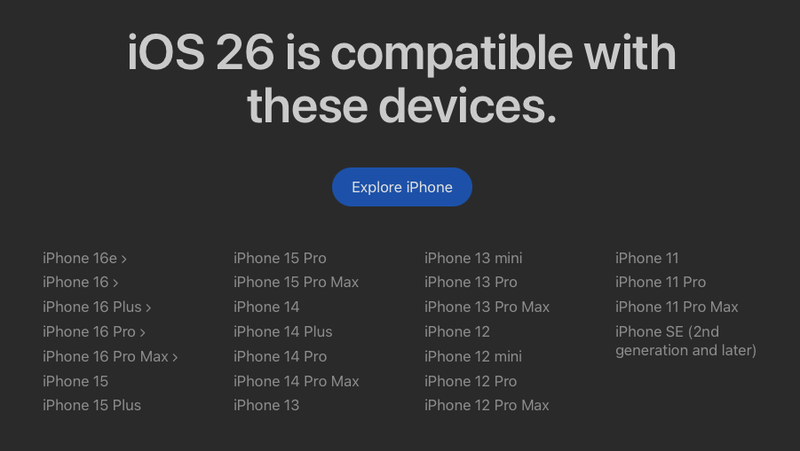 iOS 26 is compatible with
these devices.
Explore iPhone
iPhone 16e >
iPhone 16 >
iPhone 16 Plus >
iPhone 16 Pro >
iPhone 16 Pro Max >
iPhone 15
iPhone 15 Plus
iPhone 15 Pro
iPhone 15 Pro Max
iPhone 14
iPhone 14 Plus
iPhone 14 Pro
iPhone 14 Pro Max
iPhone 13
iPhone 13 mini
iPhone 13 Pro
iPhone 13 Pro Max
iPhone 12
iPhone 12 mini
iPhone 12 Pro
iPhone 12 Pro Max
iPhone 11
iPhone 11 Pro
iPhone 11 Pro Max
iPhone SE (2nd
generation and later)